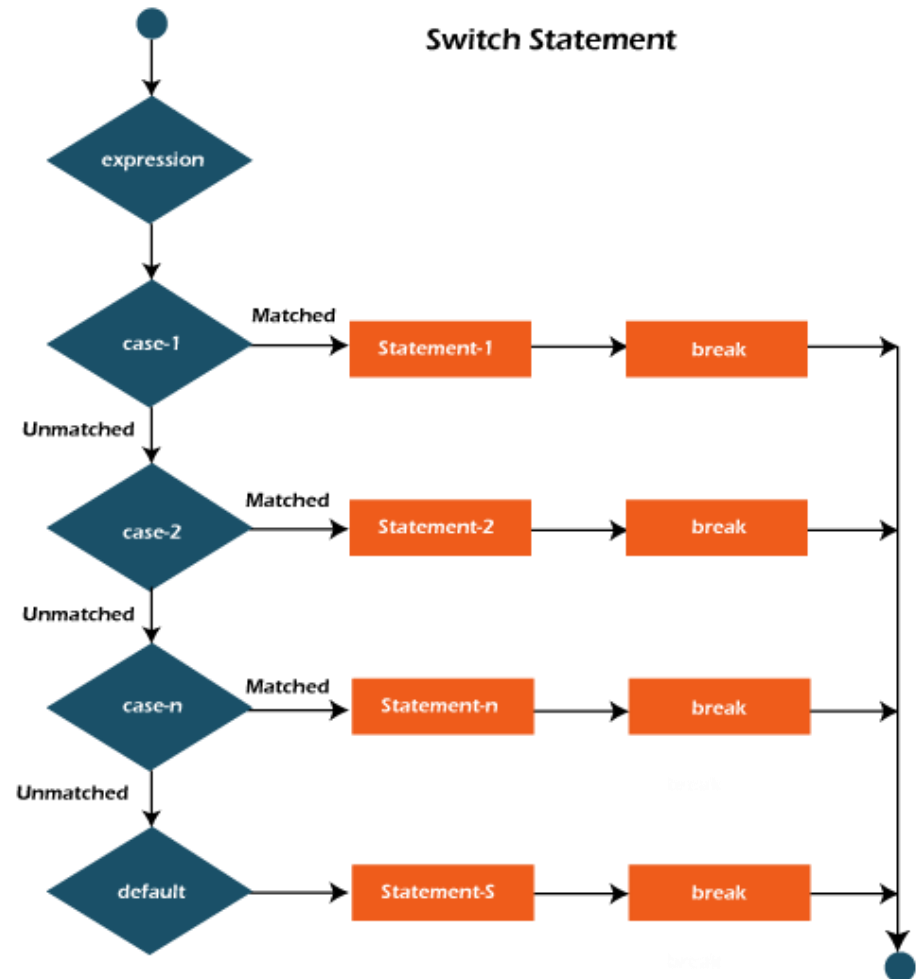 Switch Statement
expression
case-1
Matched
Statement-1
break
Unmatched
case-2
Matched
Statement-2
break
Unmatched
case-n
Matched
Statement-n
break
Unmatched
default
Statement-S
break